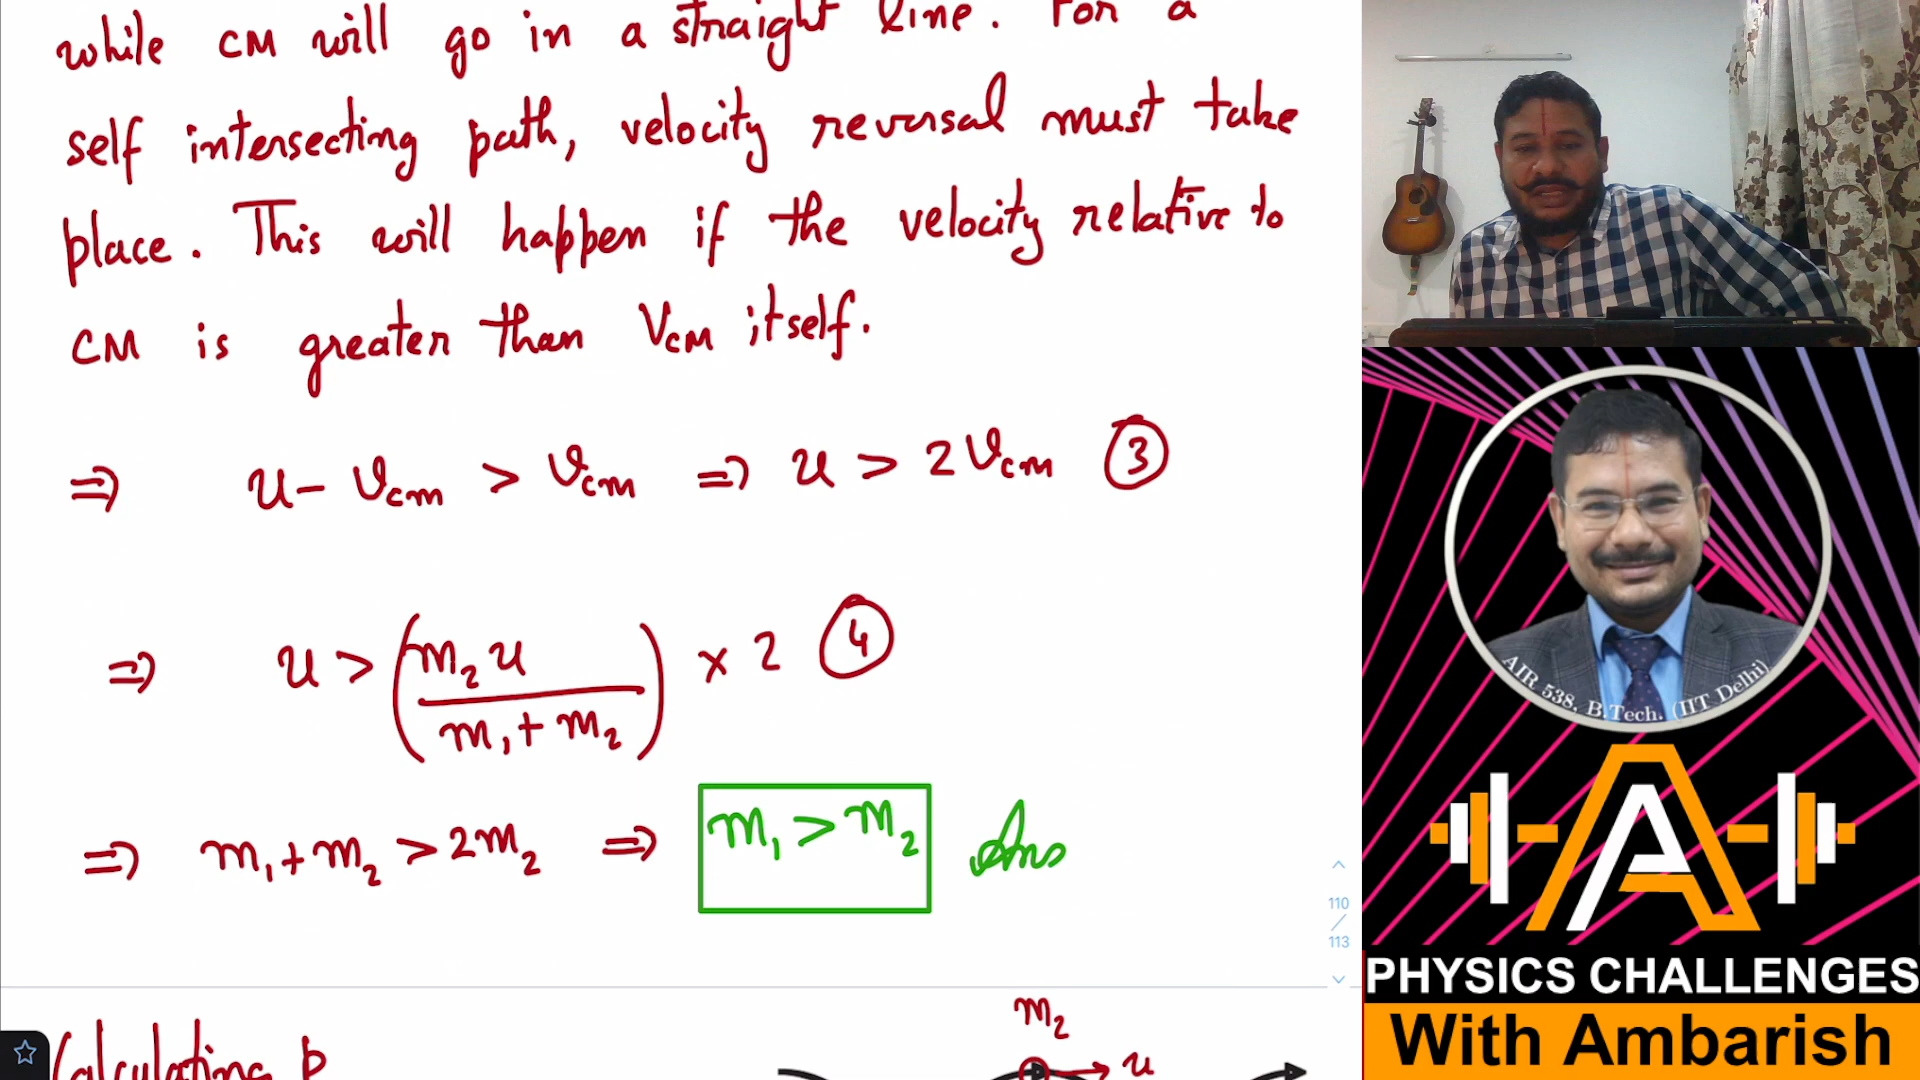 while CM will go in a straight line. For a
self intersecting path, velocity reversal must take
place. This will happen if the velocity relative to
CM is greater than VCM itself.
⇒ u - vcm > vcm ⇒ u > 2vcm ③
⇒ u > (m₂u / m₁ + m₂) × 2 ④
⇒ m₁ + m₂ > 2m₂ ⇒ m₁ > m₂ Ans
110
/
113
m₂
Calculating
u
AIR 538, B.Tech. (IIT Delhi)
A
PHYSICS CHALLENGES
With Ambarish